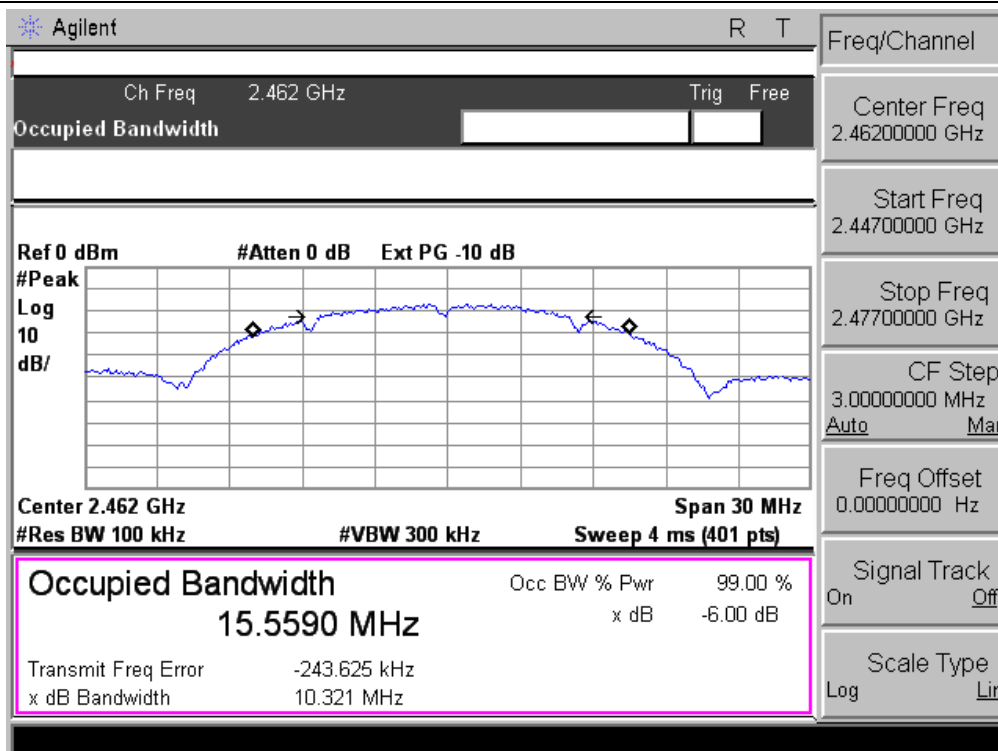 Agilent R T
Ch Freq 2.462 GHz Trig Free
Occupied Bandwidth
Ref 0 dBm #Atten 0 dB Ext PG -10 dB
#Peak
Log
10
dB/
Center 2.462 GHz Span 30 MHz
#Res BW 100 kHz #VBW 300 kHz Sweep 4 ms (401 pts)
Occupied Bandwidth
15.5590 MHz
Occ BW % Pwr 99.00 %
x dB -6.00 dB
Transmit Freq Error -243.625 kHz
x dB Bandwidth 10.321 MHz
Freq/Channel
Center Freq
2.46200000 GHz
Start Freq
2.44700000 GHz
Stop Freq
2.47700000 GHz
CF Step
3.00000000 MHz
Auto Mar
Freq Offset
0.00000000 Hz
Signal Track
On Off
Scale Type
Log Lin